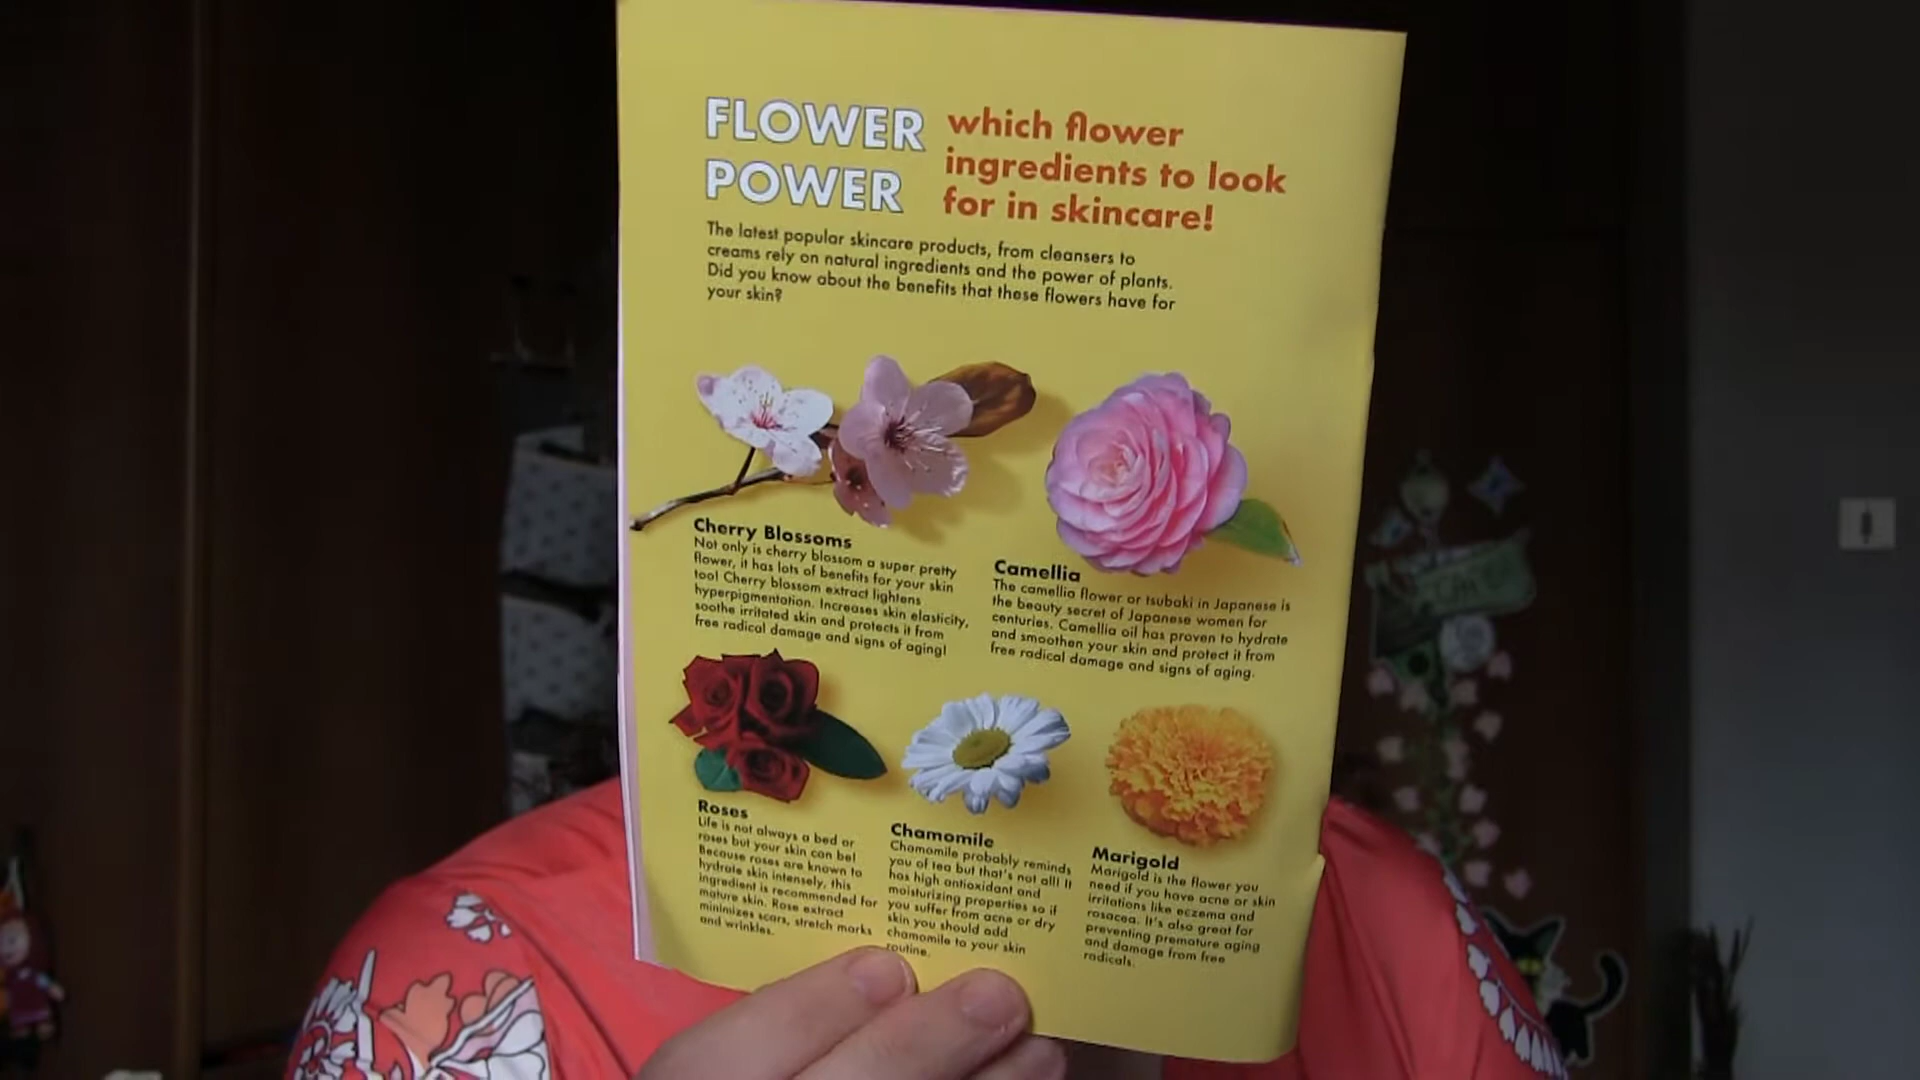 FLOWER
POWER
which flower
ingredients to look
for in skincare!
The latest popular skincare products, from cleansers to
creams rely on natural ingredients and the power of plants.
Did you know about the benefits that these flowers have for
your skin?
Cherry Blossoms
Not only is cherry blossom a super pretty
flower, it has lots of benefits for your skin
too! Cherry blossom extract lightens
hyperpigmentation. Increases skin elasticity,
soothe irritated skin and protects it from
free radical damage and signs of aging!
Camellia
The camellia flower or tsubaki in Japanese is
the beauty secret of Japanese women for
centuries. Camellia oil has proven to hydrate
and smoothen your skin and protect it from
free radical damage and signs of aging.
Roses
Life is not always a bed or
roses but your skin can be!
Because roses are known to
hydrate skin intensely, this
ingredient is recommended for
mature skin. Rose extract
minimizes scars, stretch marks
and wrinkles.
Chamomile
Chamomile probably reminds
you of tea but that's not all! It
has high antioxidant and
moisturizing properties so if
you suffer from acne or dry
skin you should add
chamomile to your skin
routine.
Marigold
Marigold is the flower you
need if you have acne or skin
irritations like eczema and
rosacea. It's also great for
preventing premature aging
and damage from free
radicals.